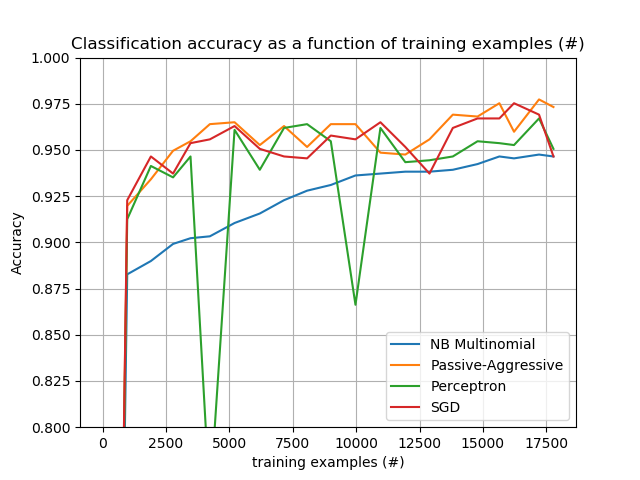 Classification accuracy as a function of training examples (#)
1.000
0.975
0.950
0.925
0.900
0.875
0.850
0.825
0.800
Accuracy
NB Multinomial
Passive-Aggressive
Perceptron
SGD
0 2500 5000 7500 10000 12500 15000 17500
training examples (#)